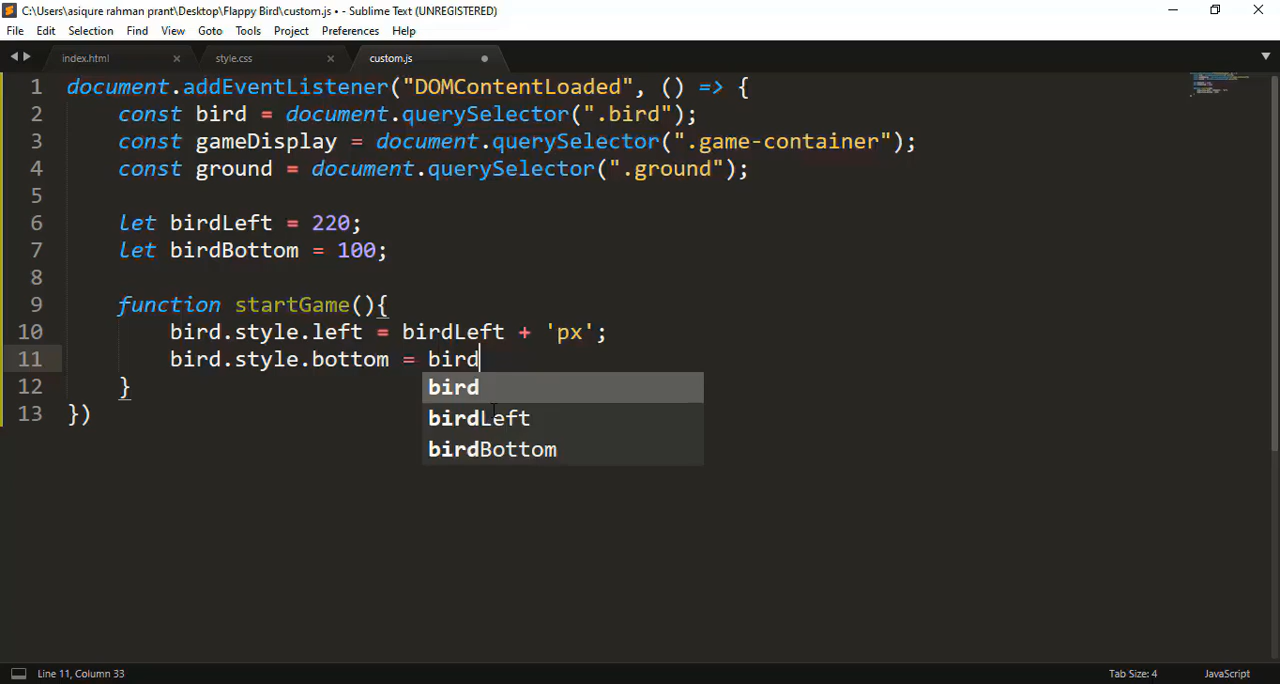 C:\Users\asiqure rahman prant\Desktop\Flappy Bird\custom.js • - Sublime Text (UNREGISTERED)
File Edit Selection Find View Goto Tools Project Preferences Help
index.html × style.css × custom.js
1 document.addEventListener("DOMContentLoaded", () => {
2 const bird = document.querySelector(".bird");
3 const gameDisplay = document.querySelector(".game-container");
4 const ground = document.querySelector(".ground");
5
6 let birdLeft = 220;
7 let birdBottom = 100;
8
9 function startGame(){
10 bird.style.left = birdLeft + 'px';
11 bird.style.bottom = bird
bird
12 }
13 })
birdLeft
birdBottom
Line 11, Column 33 Tab Size: 4 JavaScript